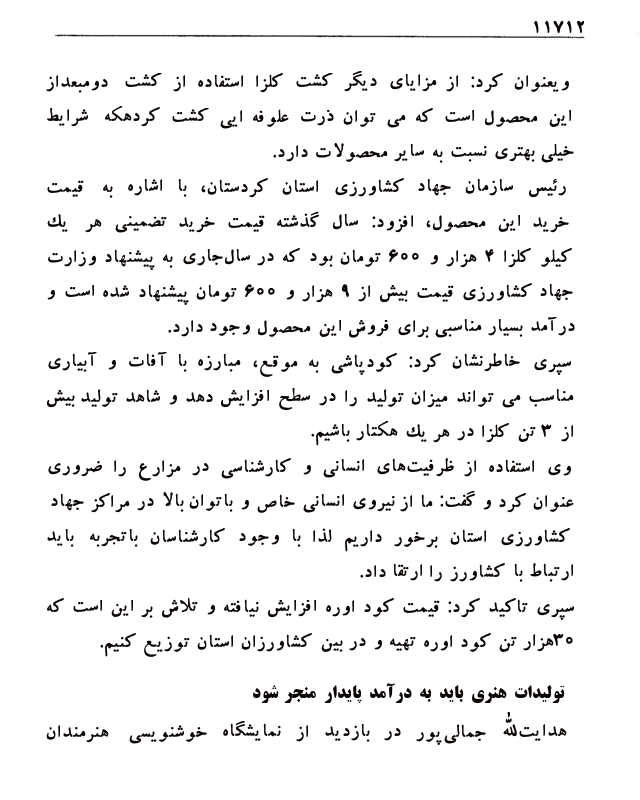 ۱۱۷۱۲
ویعنوان کرد: از مزایای دیگر کشت کلزا استفاده از کشت دومبعداز
این محصول است که می توان ذرت علوفه ایی کشت کردهکه شرایط
خیلی بهتری نسبت به سایر محصولات دارد.
رئیس سازمان جهاد کشاورزی استان کردستان، با اشاره به قیمت
خرید این محصول، افزود: سال گذشته قیمت خرید تضمینی هر یك
کیلو کلزا ۴ هزار و ۶۰۰ تومان بود که در سال‌جاری به پیشنهاد وزارت
جهاد کشاورزی قیمت بیش از ۹ هزار و ۶۰۰ تومان پیشنهاد شده است و
درآمد بسیار مناسبی برای فروش این محصول وجود دارد.
سپری خاطرنشان کرد: کودپاشی به موقع، مبارزه با آفات و آبیاری
مناسب می تواند میزان تولید را در سطح افزایش دهد و شاهد تولید بیش
از ۳ تن کلزا در هر یك هکتار باشیم.
وی استفاده از ظرفیت‌های انسانی و کارشناسی در مزارع را ضروری
عنوان کرد و گفت: ما از نیروی انسانی خاص و باتوان بالا در مراکز جهاد
کشاورزی استان برخور داریم لذا با وجود کارشناسان باتجربه باید
ارتباط با کشاورز را ارتقا داد.
سپری تاکید کرد: قیمت کود اوره افزایش نیافته و تلاش بر این است که
۳۰هزار تن کود اوره تهیه و در بین کشاورزان استان توزیع کنیم.
تولیدات هنری باید به درآمد پایدار منجر شود
هدایت‌الله جمالی‌پور در بازدید از نمایشگاه خوشنویسی هنرمندان